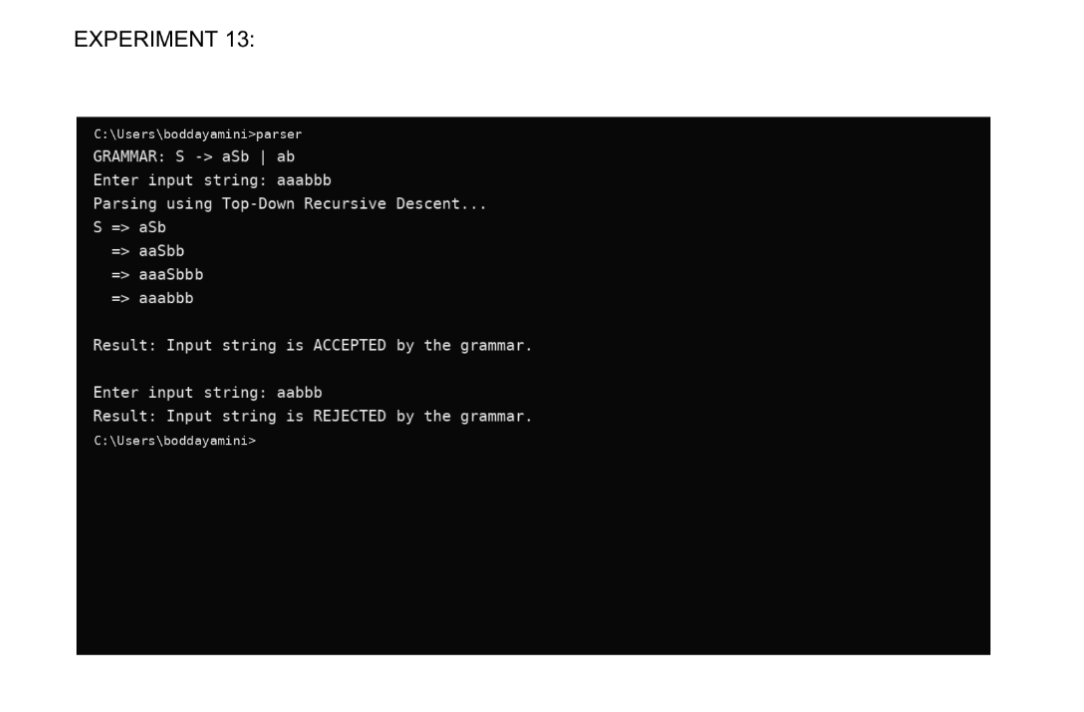 EXPERIMENT 13:
C:\Users\boddayamini>parser
GRAMMAR: S -> aSb | ab
Enter input string: aaabbb
Parsing using Top-Down Recursive Descent...
S => aSb
  => aaSbb
  => aaaSbbb
  => aaabbb
Result: Input string is ACCEPTED by the grammar.
Enter input string: aabbb
Result: Input string is REJECTED by the grammar.
C:\Users\boddayamini>